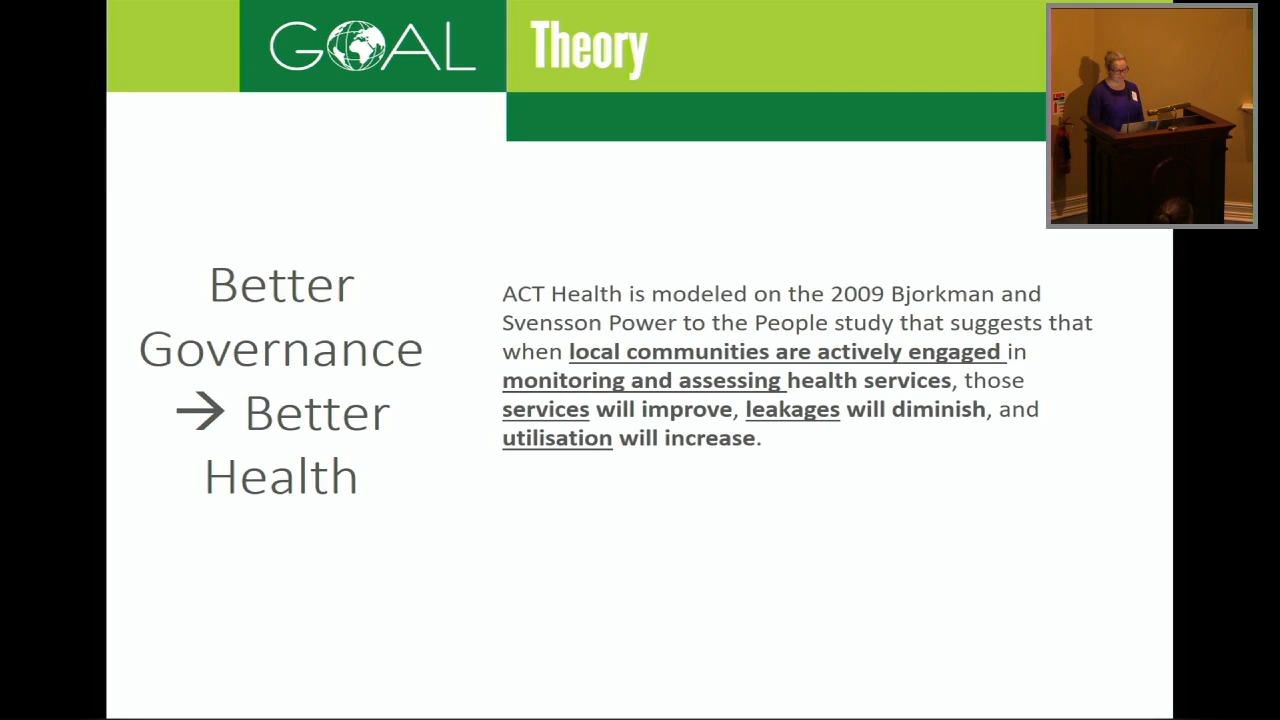 GOAL
Theory
Better
Governance
→ Better
Health
ACT Health is modeled on the 2009 Bjorkman and
Svensson Power to the People study that suggests that
when local communities are actively engaged in
monitoring and assessing health services, those
services will improve, leakages will diminish, and
utilisation will increase.